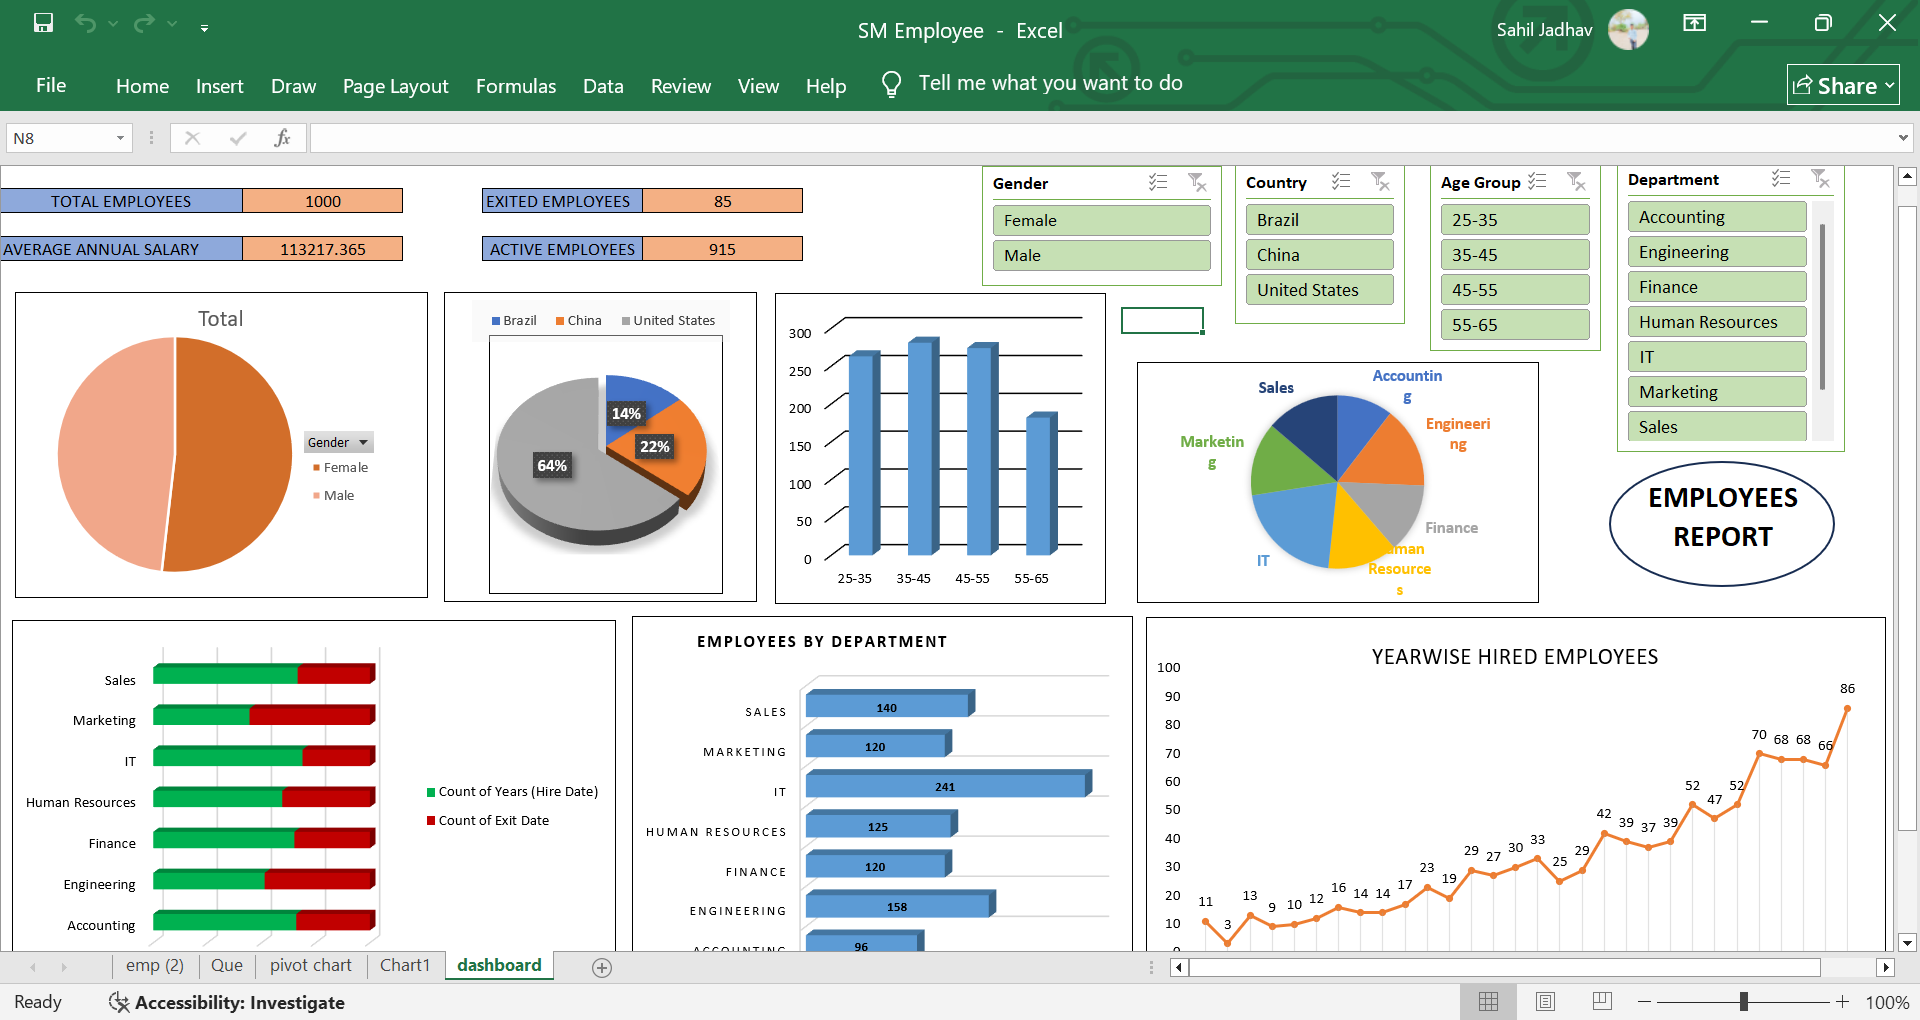 SM Employee - Excel
Sahil Jadhav
File Home Insert Draw Page Layout Formulas Data Review View Help Tell me what you want to do
Share
N8
fx
TOTAL EMPLOYEES 1000
EXITED EMPLOYEES 85
AVERAGE ANNUAL SALARY 113217.365
ACTIVE EMPLOYEES 915
Gender
Female
Male
Country
Brazil
China
United States
Age Group
25-35
35-45
45-55
55-65
Department
Accounting
Engineering
Finance
Human Resources
IT
Marketing
Sales
Total
Gender
Female
Male
Brazil China United States
14%
22%
64%
300
250
200
150
100
50
0
25-35 35-45 45-55 55-65
Sales
Accountin
g
Engineeri
ng
Marketin
g
Finance
IT
uman
Resource
s
EMPLOYEES
REPORT
Sales
Marketing
IT
Human Resources
Finance
Engineering
Accounting
Count of Years (Hire Date)
Count of Exit Date
EMPLOYEES BY DEPARTMENT
SALES 140
MARKETING 120
IT 241
HUMAN RESOURCES 125
FINANCE 120
ENGINEERING 158
ACCOUNTING 96
YEARWISE HIRED EMPLOYEES
100
90
80
70
60
50
40
30
20
10
0
11 3 13 9 10 12 16 14 14 17 23 19 29 27 30 33 25 29 42 39 37 39 52 47 52 70 68 68 66 86
emp (2) Que pivot chart Chart1 dashboard
Ready Accessibility: Investigate
100%